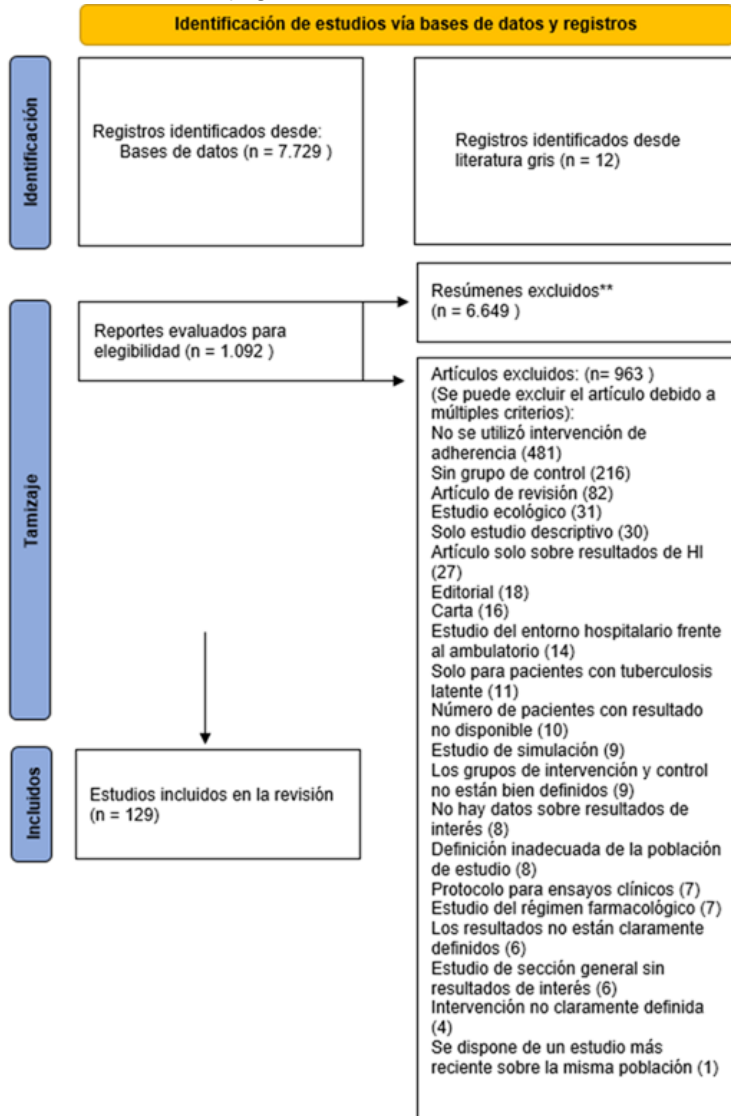 Identificación de estudios vía bases de datos y registros
Identificación
Registros identificados desde:
Bases de datos (n = 7.729 )
Registros identificados desde
literatura gris (n = 12)
Tamizaje
Reportes evaluados para
elegibilidad (n = 1.092 )
Resúmenes excluidos**
(n = 6.649 )
Artículos excluidos: (n= 963 )
(Se puede excluir el artículo debido a
múltiples criterios):
No se utilizó intervención de
adherencia (481)
Sin grupo de control (216)
Artículo de revisión (82)
Estudio ecológico (31)
Solo estudio descriptivo (30)
Artículo solo sobre resultados de HI
(27)
Editorial (18)
Carta (16)
Estudio del entorno hospitalario frente
al ambulatorio (14)
Solo para pacientes con tuberculosis
latente (11)
Número de pacientes con resultado
no disponible (10)
Estudio de simulación (9)
Los grupos de intervención y control
no están bien definidos (9)
No hay datos sobre resultados de
interés (8)
Definición inadecuada de la población
de estudio (8)
Protocolo para ensayos clínicos (7)
Estudio del régimen farmacológico (7)
Los resultados no están claramente
definidos (6)
Estudio de sección general sin
resultados de interés (6)
Intervención no claramente definida
(4)
Se dispone de un estudio más
reciente sobre la misma población (1)
Incluidos
Estudios incluidos en la revisión
(n = 129)